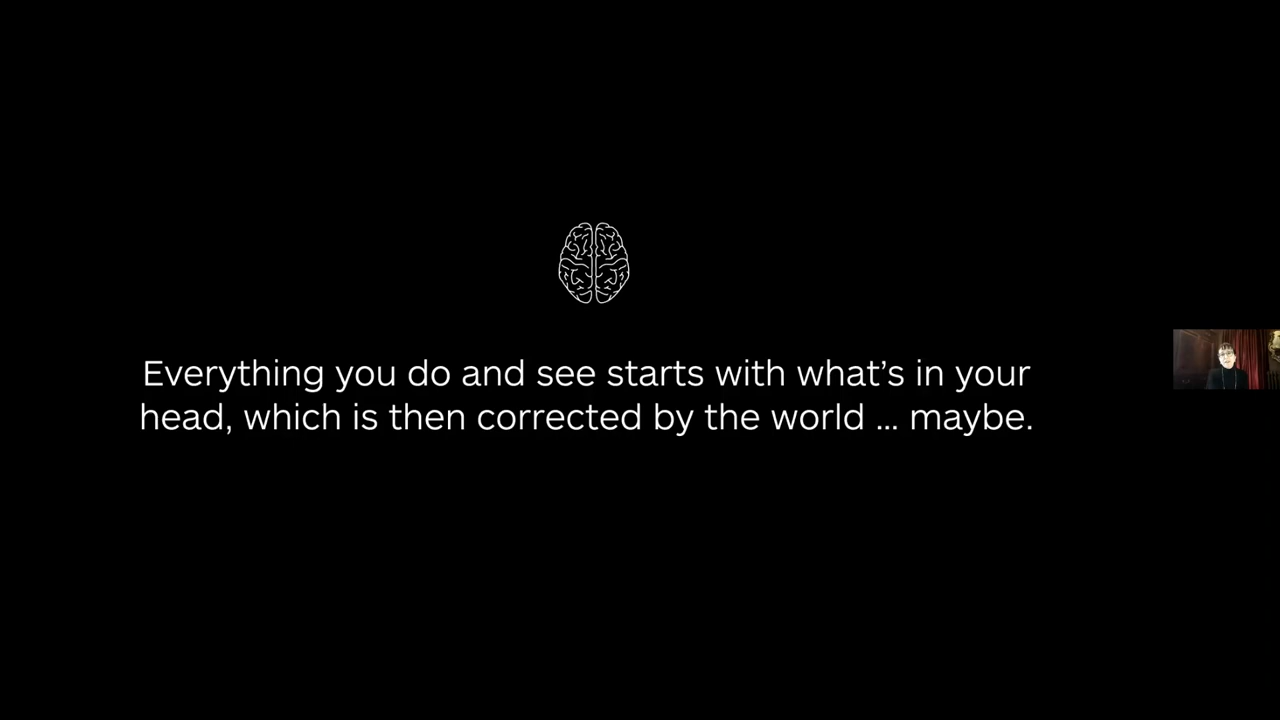 Everything you do and see starts with what’s in your
head, which is then corrected by the world ... maybe.